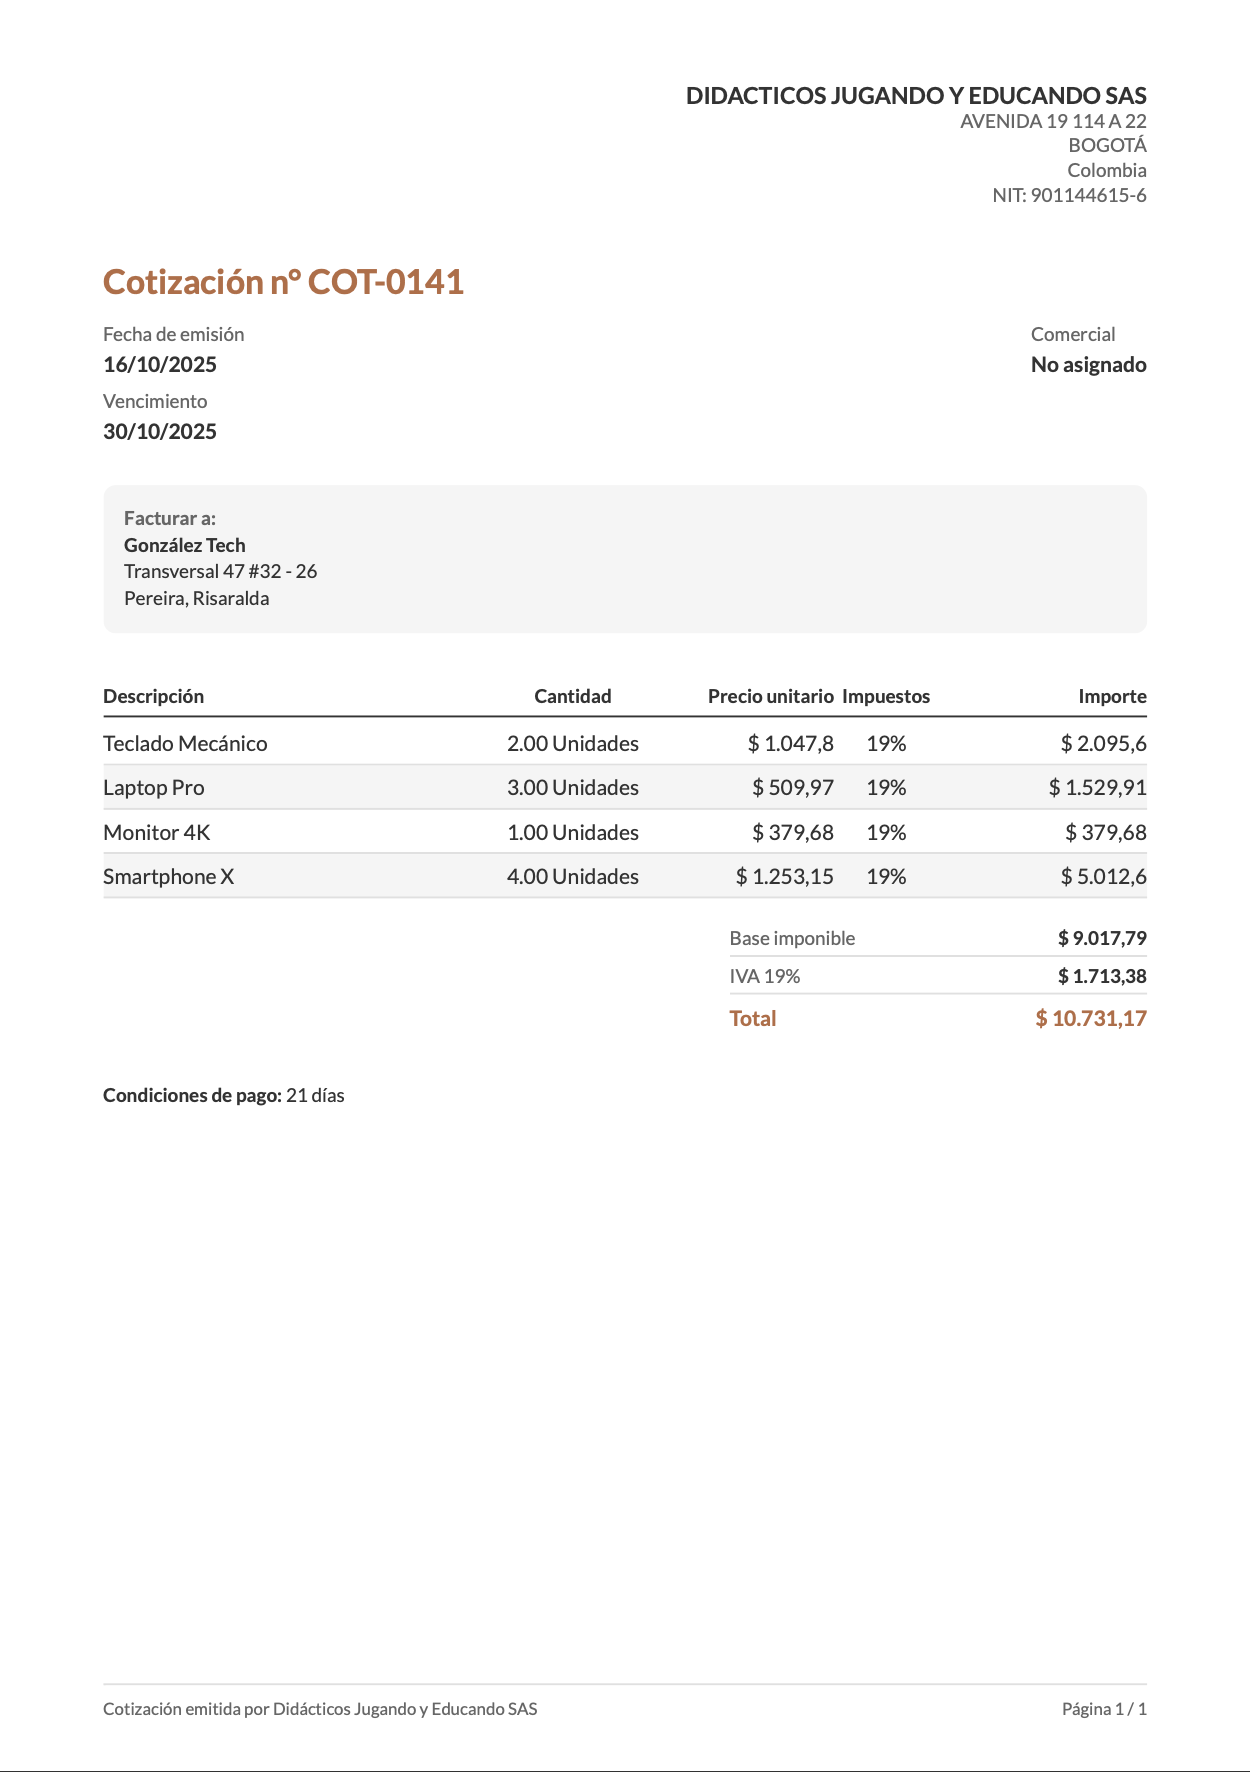 DIDACTICOS JUGANDO Y EDUCANDO SAS
AVENIDA 19 114 A 22
BOGOTÁ
Colombia
NIT: 901144615-6
Cotización nº COT-0141
Fecha de emisión
16/10/2025
Comercial
No asignado
Vencimiento
30/10/2025
Facturar a:
González Tech
Transversal 47 #32 - 26
Pereira, Risaralda
Descripción Cantidad Precio unitario Impuestos Importe
Teclado Mecánico 2.00 Unidades $ 1.047,8 19% $ 2.095,6
Laptop Pro 3.00 Unidades $ 509,97 19% $ 1.529,91
Monitor 4K 1.00 Unidades $ 379,68 19% $ 379,68
Smartphone X 4.00 Unidades $ 1.253,15 19% $ 5.012,6
Base imponible $ 9.017,79
IVA 19% $ 1.713,38
Total $ 10.731,17
Condiciones de pago: 21 días
Cotización emitida por Didácticos Jugando y Educando SAS Página 1 / 1